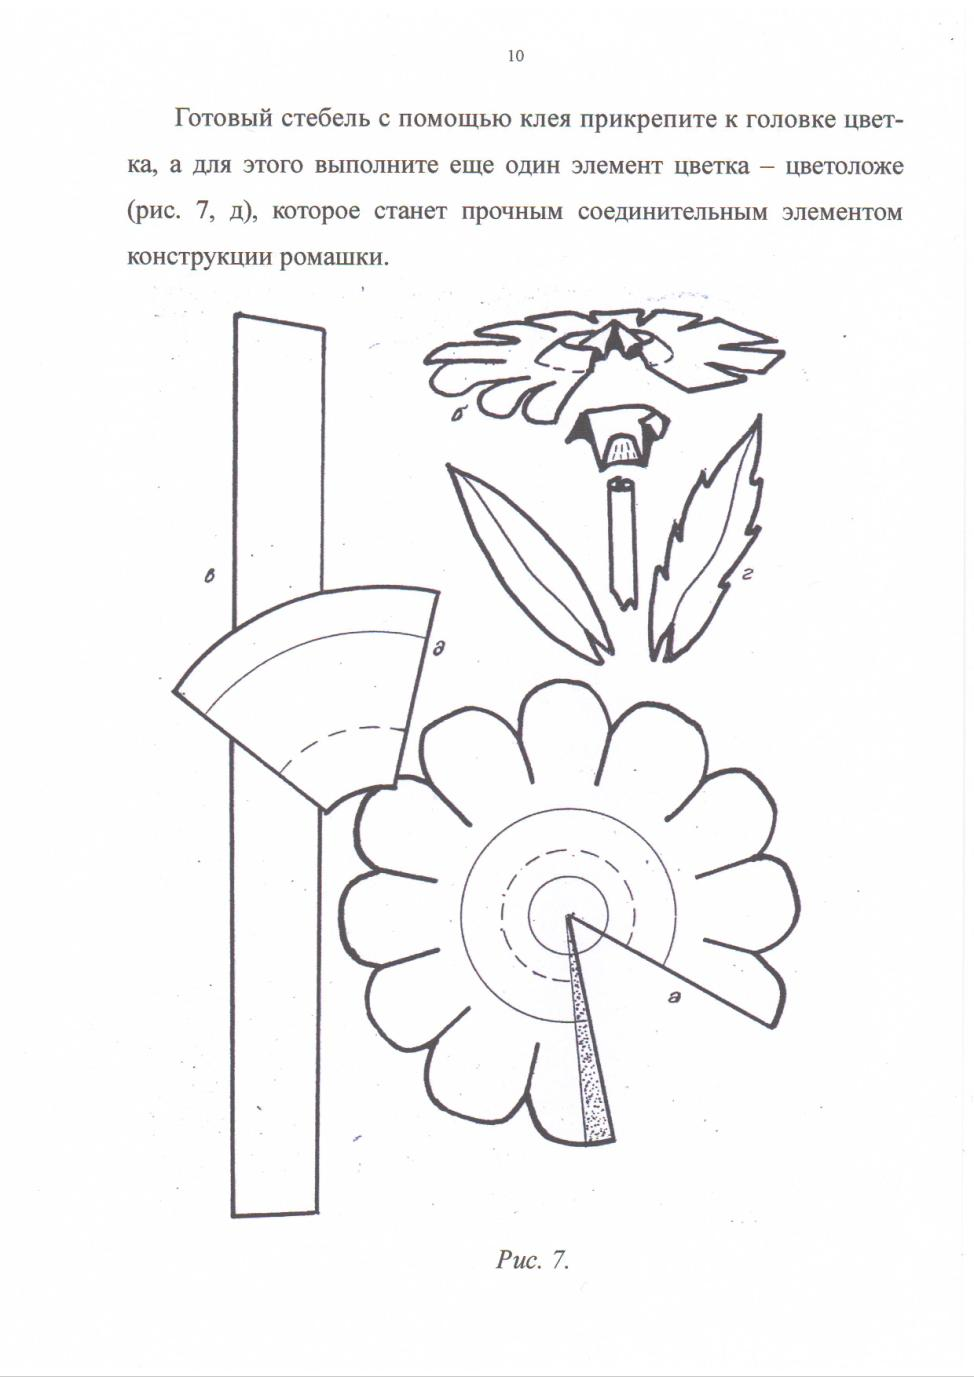 10
Готовый стебель с помощью клея прикрепите к головке цвет-
ка, а для этого выполните еще один элемент цветка – цветоложе
(рис. 7, д), которое станет прочным соединительным элементом
конструкции ромашки.
б
в
г
д
а
Рис. 7.